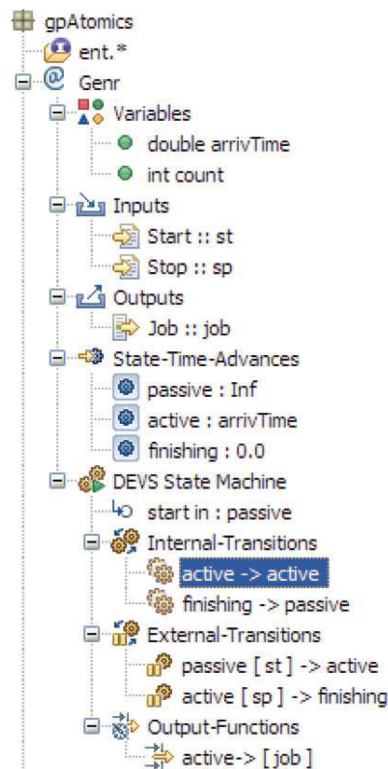 gpAtomics
ent.*
Genr
Variables
double arrivTime
int count
Inputs
Start :: st
Stop :: sp
Outputs
Job :: job
State-Time-Advances
passive : Inf
active : arrivTime
finishing : 0.0
DEVS State Machine
start in : passive
Internal-Transitions
active -> active
finishing -> passive
External-Transitions
passive [ st ] -> active
active [ sp ] -> finishing
Output-Functions
active-> [ job ]